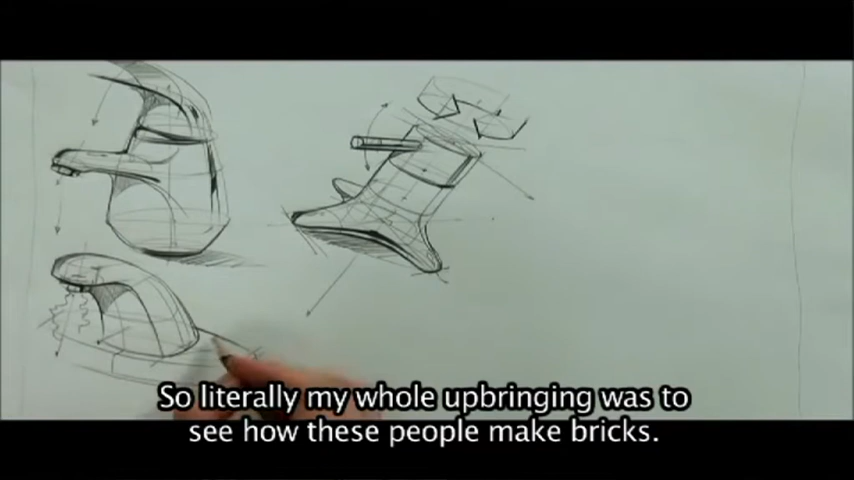 So literally my whole upbringing was to
see how these people make bricks.